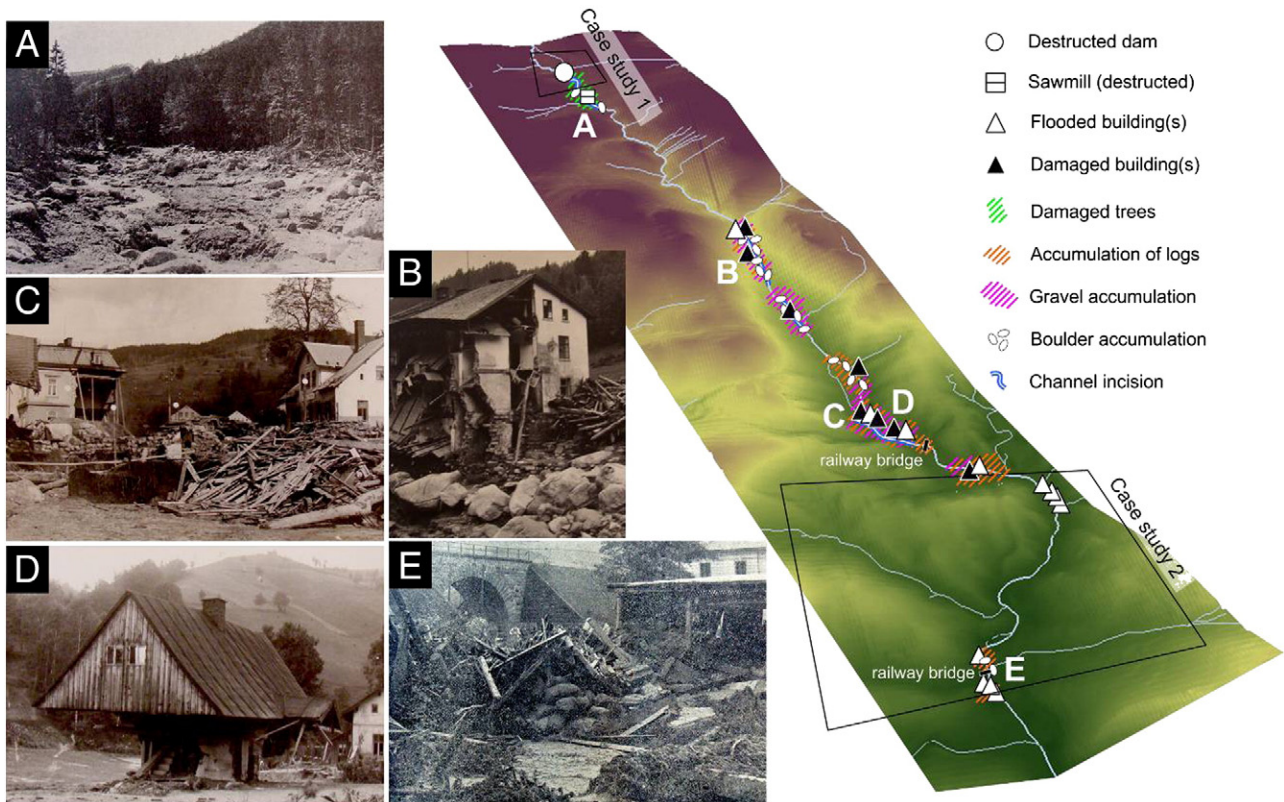 A
C
B
D
E
Case study 1
A
B
C
D
railway bridge
Case study 2
railway bridge
E
Destructed dam
Sawmill (destructed)
Flooded building(s)
Damaged building(s)
Damaged trees
Accumulation of logs
Gravel accumulation
Boulder accumulation
Channel incision